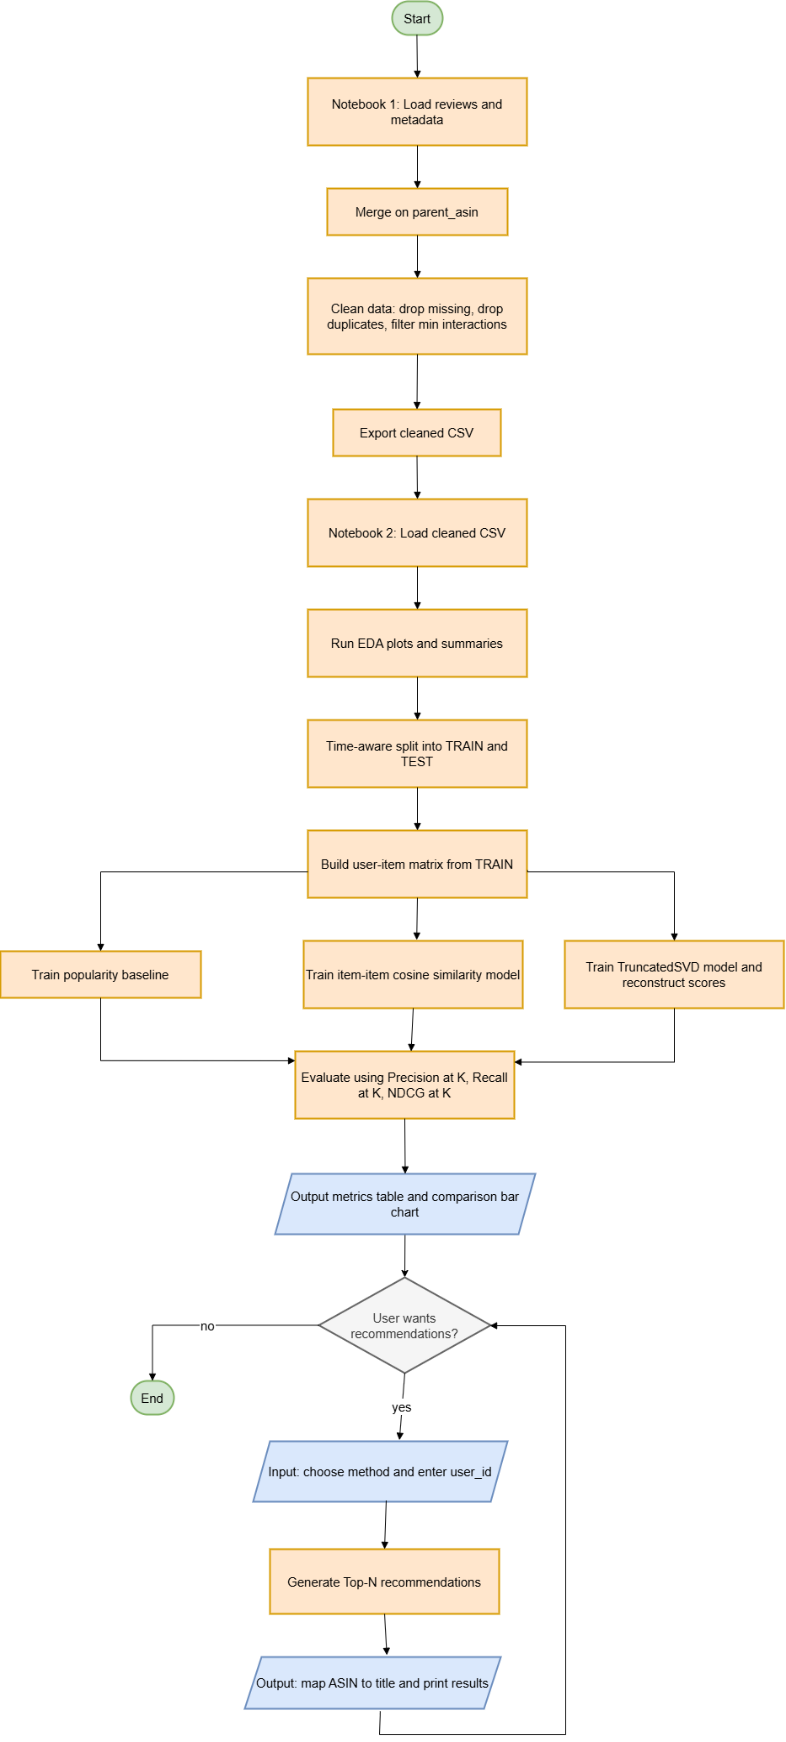 Start
Notebook 1: Load reviews and
metadata
Merge on parent_asin
Clean data: drop missing, drop
duplicates, filter min interactions
Export cleaned CSV
Notebook 2: Load cleaned CSV
Run EDA plots and summaries
Time-aware split into TRAIN and
TEST
Build user-item matrix from TRAIN
Train popularity baseline
Train item-item cosine similarity model
Train TruncatedSVD model and
reconstruct scores
Evaluate using Precision at K, Recall
at K, NDCG at K
Output metrics table and comparison bar
chart
User wants
recommendations?
no
End
yes
Input: choose method and enter user_id
Generate Top-N recommendations
Output: map ASIN to title and print results